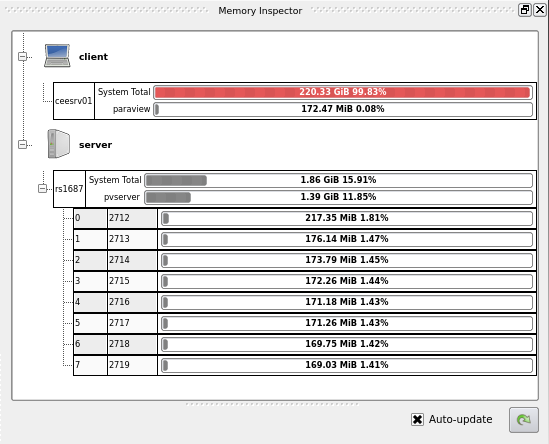 Memory Inspector
client
ceesrv01
System Total 220.33 GiB 99.83%
paraview 172.47 MiB 0.08%
server
rs1687
System Total 1.86 GiB 15.91%
pvserver 1.39 GiB 11.85%
0 2712 217.35 MiB 1.81%
1 2713 176.14 MiB 1.47%
2 2714 173.79 MiB 1.45%
3 2715 172.26 MiB 1.44%
4 2716 171.18 MiB 1.43%
5 2717 171.26 MiB 1.43%
6 2718 169.75 MiB 1.42%
7 2719 169.03 MiB 1.41%
Auto-update